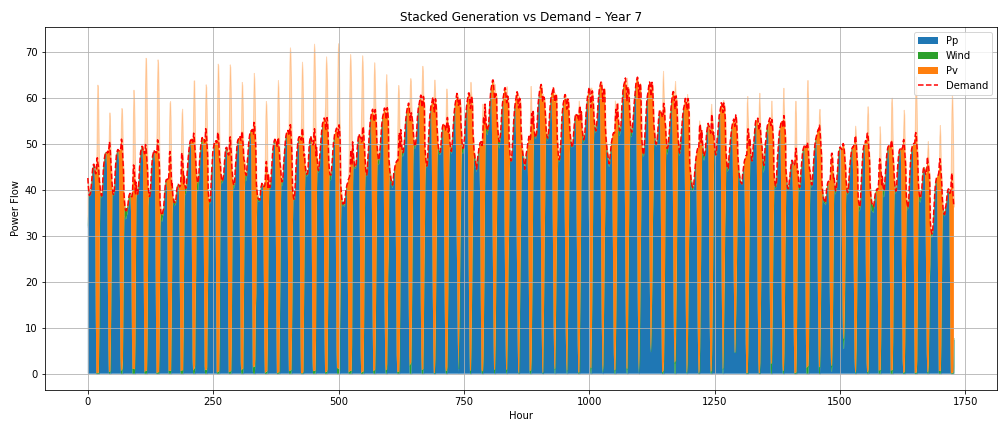 Stacked Generation vs Demand – Year 7
Power Flow
70
60
50
40
30
20
10
0
Pp
Wind
Pv
Demand
0 250 500 750 1000 1250 1500 1750
Hour